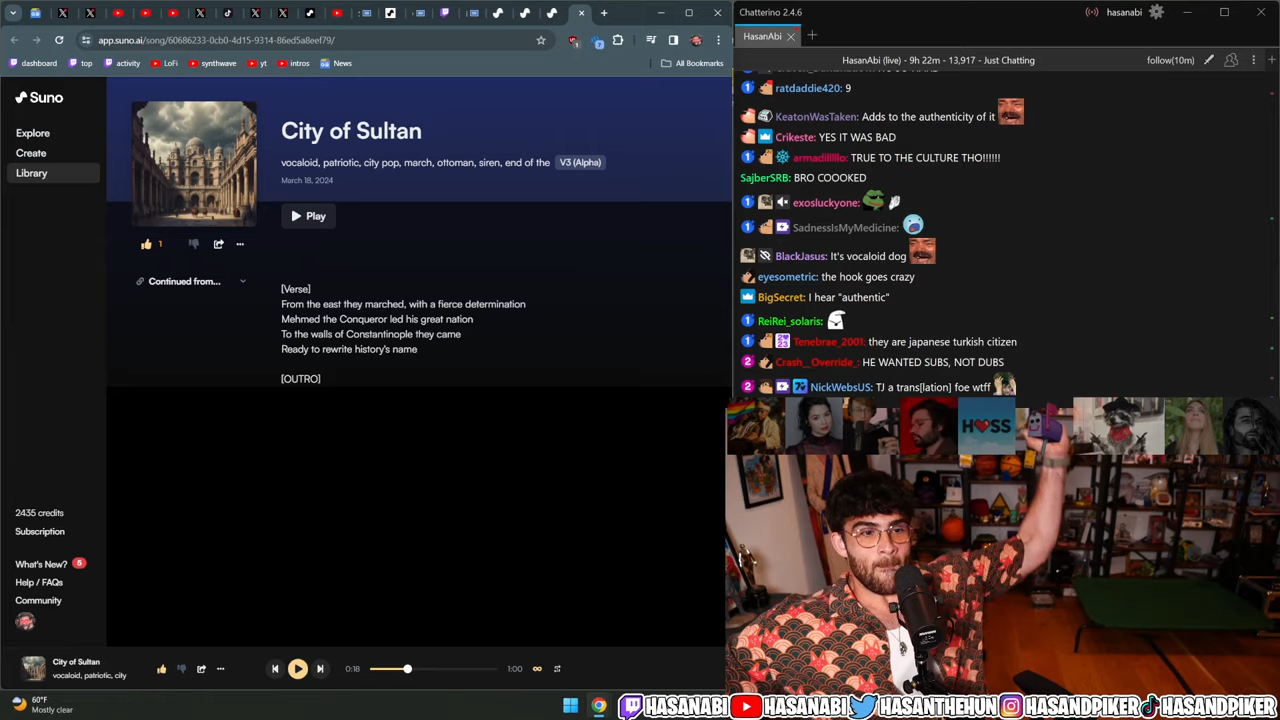 Chatterino 2.4.6
hasanabi
app.suno.ai/song/60686233-0cb0-4d15-9314-86ed5a8eef79/
HasanAbi
dashboard
top
activity
LoFi
synthwave
yt
intros
News
All Bookmarks
HasanAbi (live) - 9h 22m - 13,917 - Just Chatting
follow(10m)
Suno
Explore
Create
Library
City of Sultan
vocaloid, patriotic, city pop, march, ottoman, siren, end of the
V3 (Alpha)
March 18, 2024
Play
1
Continued from...
[Verse]
From the east they marched, with a fierce determination
Mehmed the Conqueror led his great nation
To the walls of Constantinople they came
Ready to rewrite history's name
[OUTRO]
2435 credits
Subscription
What's New? 5
Help / FAQs
Community
City of Sultan
vocaloid, patriotic, city
0:18
1:00
ratdaddie420: 9
KeatonWasTaken: Adds to the authenticity of it
Crikeste: YES IT WAS BAD
armadillllllo: TRUE TO THE CULTURE THO!!!!!!
SajberSRB: BRO COOOKED
exosluckyone:
SadnessIsMyMedicine:
BlackJasus: It's vocaloid dog
eyesometric: the hook goes crazy
BigSecret: I hear "authentic"
ReiRei_solaris:
Tenebrae_2001: they are japanese turkish citizen
Crash__Override_: HE WANTED SUBS, NOT DUBS
NickWebsUS: TJ a trans[lation] foe wtff
60°F
Mostly clear
HASANABI
HASANABI
HASANTHEHUN
HASANDPIKER
HASANDPIKER